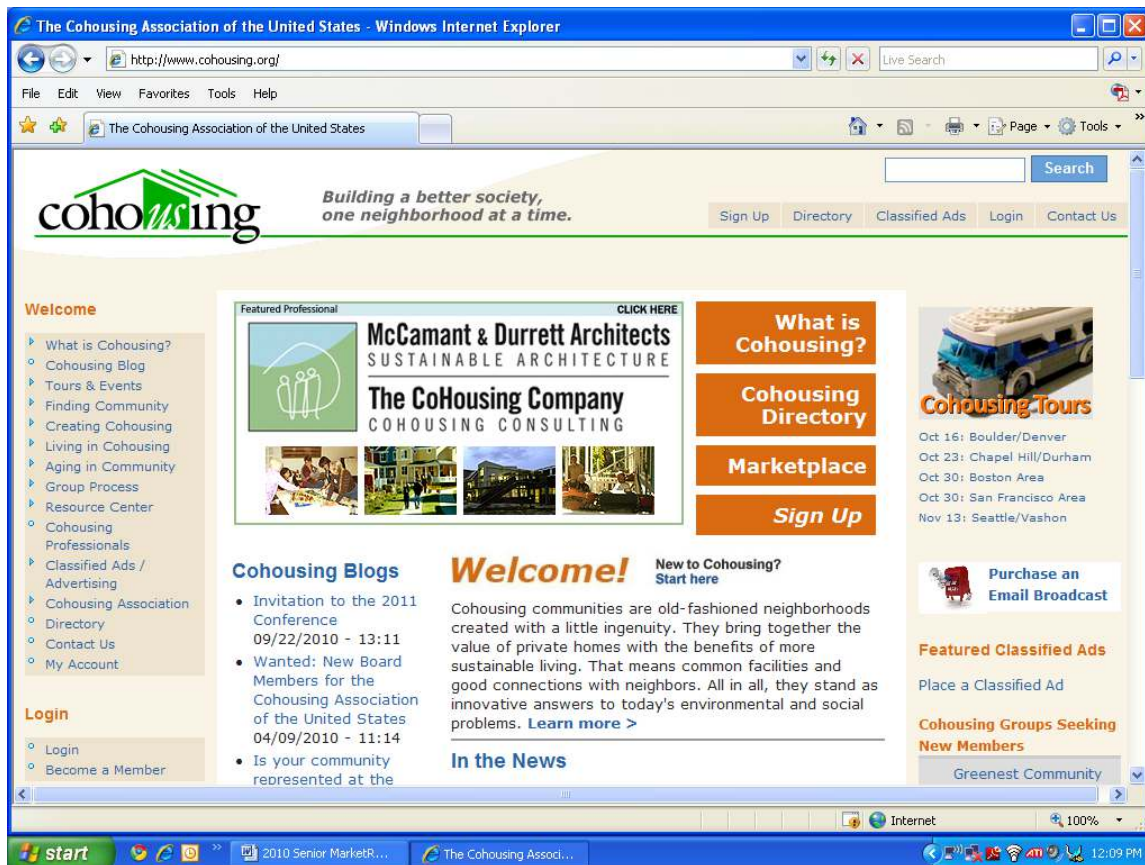 The Cohousing Association of the United States - Windows Internet Explorer
http://www.cohousing.org/
Live Search
File Edit View Favorites Tools Help
The Cohousing Association of the United States
Page Tools »
Search
cohousing
Building a better society,
one neighborhood at a time.
Sign Up Directory Classified Ads Login Contact Us
Welcome
What is Cohousing?
Cohousing Blog
Tours & Events
Finding Community
Creating Cohousing
Living in Cohousing
Aging in Community
Group Process
Resource Center
Cohousing
Professionals
Classified Ads /
Advertising
Cohousing Association
Directory
Contact Us
My Account
Login
Login
Become a Member
Featured Professional CLICK HERE
McCamant & Durrett Architects
SUSTAINABLE ARCHITECTURE
The CoHousing Company
COHOUSING CONSULTING
What is
Cohousing?
Cohousing
Directory
Marketplace
Sign Up
Cohousing Blogs
• Invitation to the 2011
Conference
09/22/2010 - 13:11
• Wanted: New Board
Members for the
Cohousing Association
of the United States
04/09/2010 - 11:14
• Is your community
represented at the
Welcome!
New to Cohousing?
Start here
Cohousing communities are old-fashioned neighborhoods
created with a little ingenuity. They bring together the
value of private homes with the benefits of more
sustainable living. That means common facilities and
good connections with neighbors. All in all, they stand as
innovative answers to today's environmental and social
problems. Learn more >
In the News
Cohousing Tours
Oct 16: Boulder/Denver
Oct 23: Chapel Hill/Durham
Oct 30: Boston Area
Oct 30: San Francisco Area
Nov 13: Seattle/Vashon
Purchase an
Email Broadcast
Featured Classified Ads
Place a Classified Ad
Cohousing Groups Seeking
New Members
Greenest Community
Internet 100%
start » 2010 Senior MarketR... The Cohousing Associ... ATI 12:09 PM